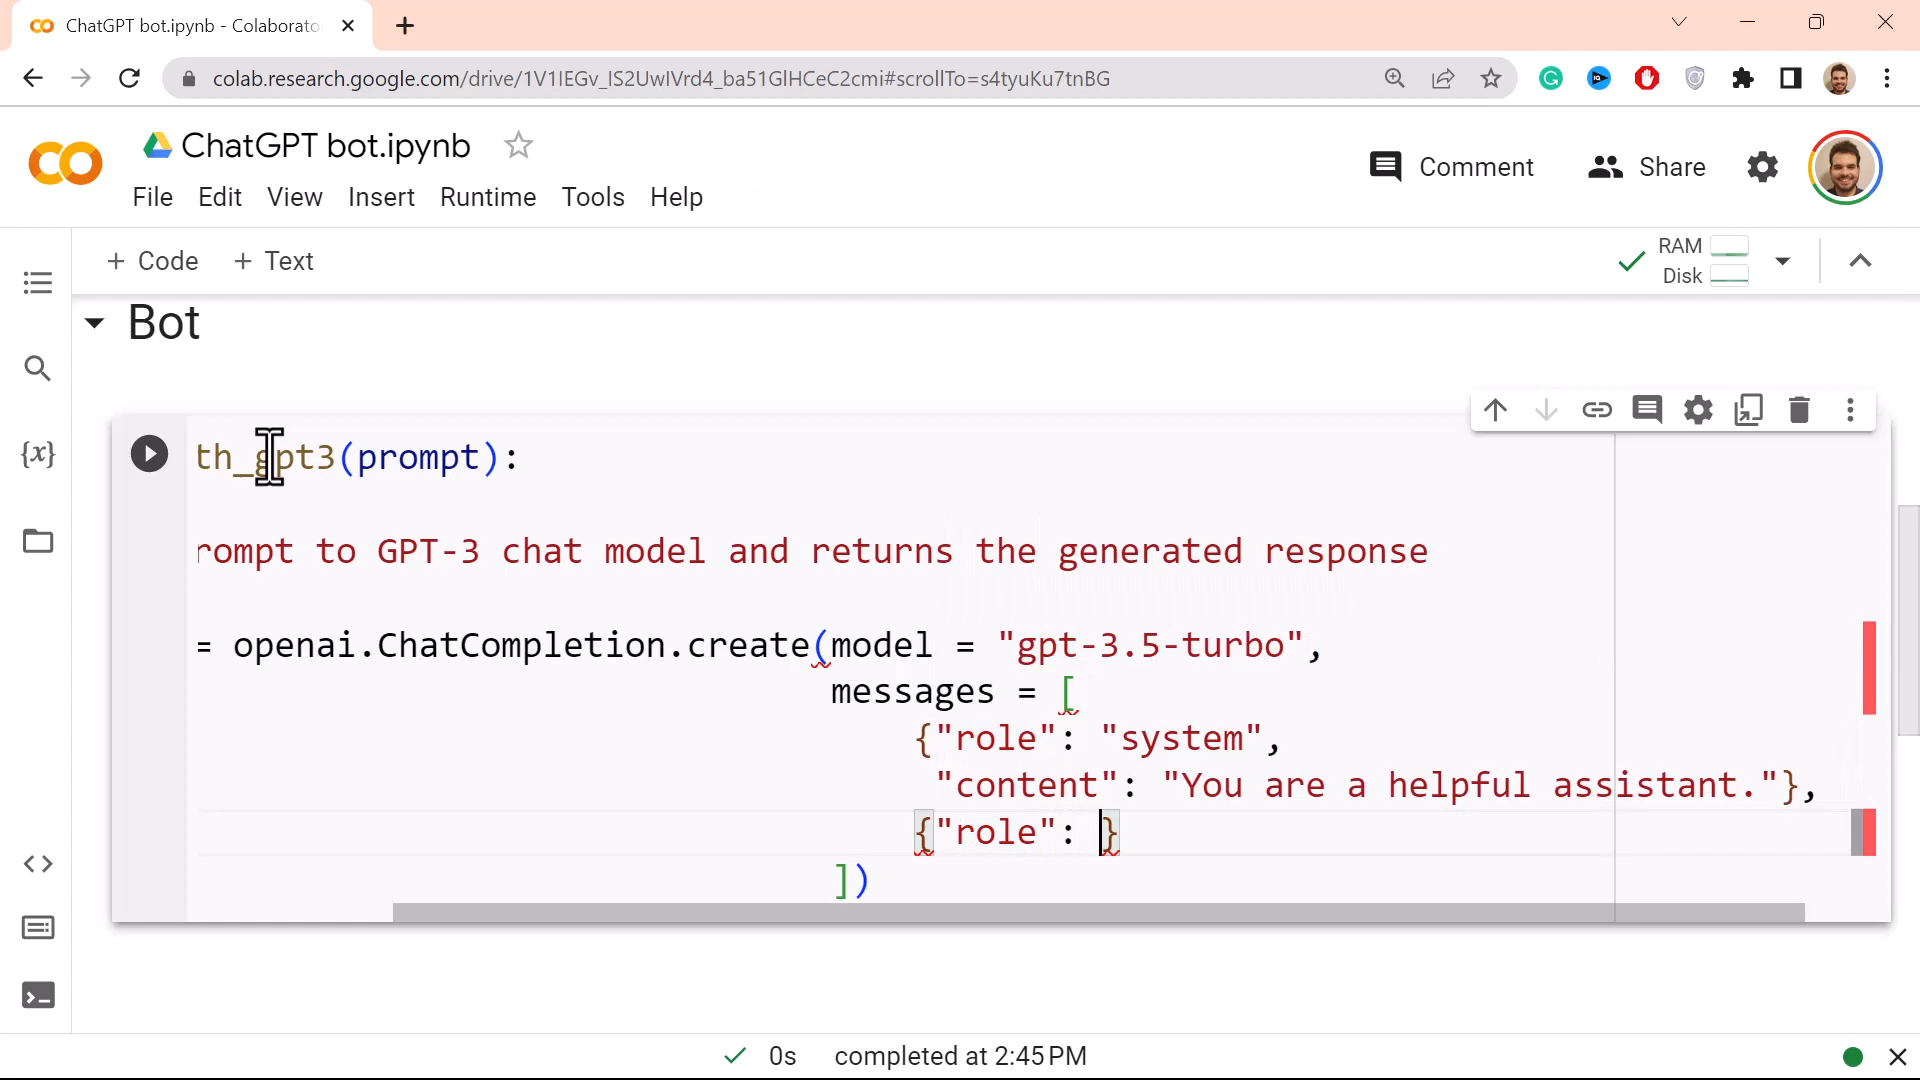 ChatGPT bot.ipynb - Colaborato
colab.research.google.com/drive/1V1IEGv_IS2UwIVrd4_ba51GlHCeC2cmi#scrollTo=s4tyuKu7tnBG
ChatGPT bot.ipynb
Comment
Share
File Edit View Insert Runtime Tools Help
+ Code + Text
RAM
Disk
Bot
th_gpt3(prompt):
rompt to GPT-3 chat model and returns the generated response
= openai.ChatCompletion.create(model = "gpt-3.5-turbo",
messages = [
{"role": "system",
"content": "You are a helpful assistant."},
{"role": }
])
{x}
0s completed at 2:45 PM